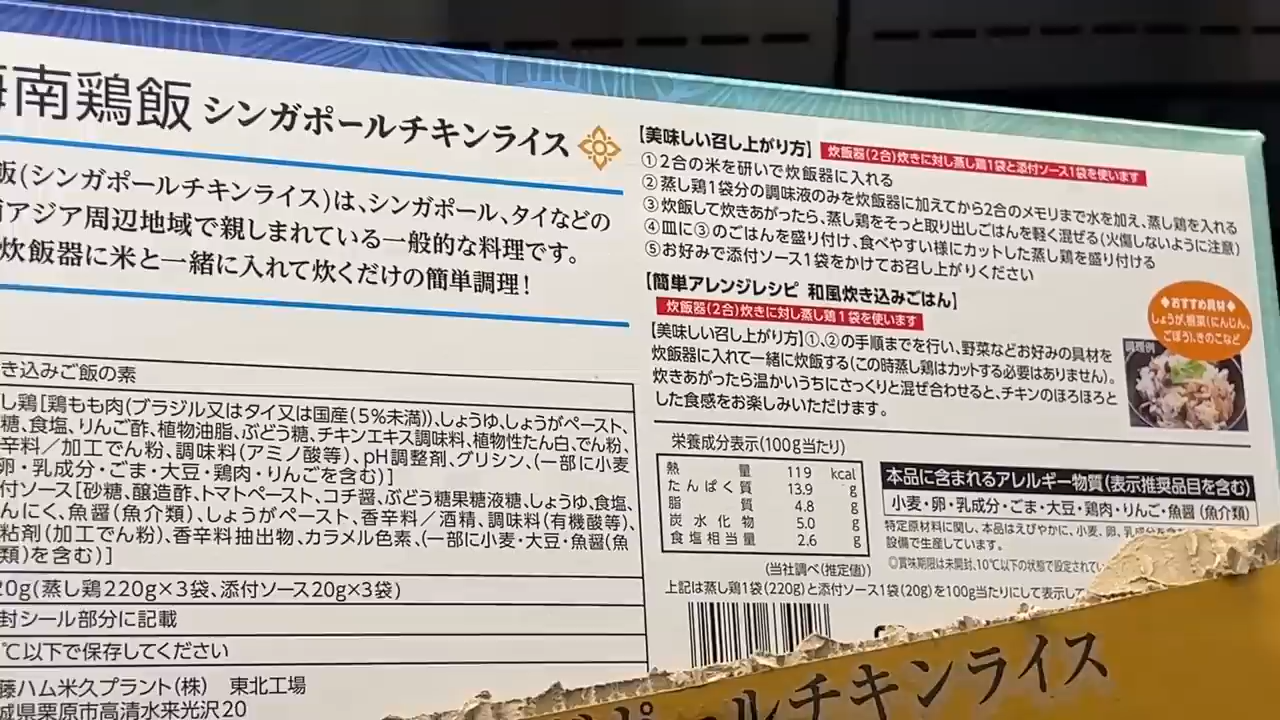 南鶏飯 シンガポールチキンライス
飯(シンガポールチキンライス)は、シンガポール、タイなどの
アジア周辺地域で親しまれている一般的な料理です。
炊飯器に米と一緒に入れて炊くだけの簡単調理!
き込みご飯の素
し鶏[鶏もも肉(ブラジル又はタイ又は国産(5%未満))、しょうゆ、しょうがペースト、
糖、食塩、りんご酢、植物油脂、ぶどう糖、チキンエキス調味料、植物性たん白、でん粉、
辛料/加工でん粉、調味料(アミノ酸等)、pH調整剤、グリシン、(一部に小麦
卵・乳成分・ごま・大豆・鶏肉・りんごを含む)]
付ソース[砂糖、醸造酢、トマトペースト、コチ醤、ぶどう糖果糖液糖、しょうゆ、食塩、
んにく、魚醤(魚介類)、しょうがペースト、香辛料/酒精、調味料(有機酸等)、
粘剤(加工でん粉)、香辛料抽出物、カラメル色素、(一部に小麦・大豆・魚醤(魚
類)を含む)]
20g(蒸し鶏220g×3袋、添付ソース20g×3袋)
封シール部分に記載
℃以下で保存してください
藤ハム米久プラント(株) 東北工場
城県栗原市高清水来光沢20
【美味しい召し上がり方】 炊飯器(2合)炊きに対し蒸し鶏1袋と添付ソース1袋を使います
①2合の米を研いで炊飯器に入れる
②蒸し鶏1袋分の調味液のみを炊飯器に加えてから2合のメモリまで水を加え、蒸し鶏を入れる
③炊飯して炊きあがったら、蒸し鶏をそっと取り出しごはんを軽く混ぜる(火傷しないように注意)
④皿に③のごはんを盛り付け、食べやすい様にカットした蒸し鶏を盛り付ける
⑤お好みで添付ソース1袋をかけてお召し上がりください
【簡単アレンジレシピ 和風炊き込みごはん】
炊飯器(2合)炊きに対し蒸し鶏1袋を使います
【美味しい召し上がり方】①、②の手順までを行い、野菜などお好みの具材を
炊飯器に入れて一緒に炊飯する(この時蒸し鶏はカットする必要はありません)。
炊きあがったら温かいうちにさっくりと混ぜ合わせると、チキンのほろほろと
した食感をお楽しみいただけます。
◆おすすめ具材◆
しょうが、根菜(にんじん、
ごぼう)、きのこなど
調理例
栄養成分表示(100g当たり)
熱量 119 kcal
たんぱく質 13.9 g
脂質 4.8 g
炭水化物 5.0 g
食塩相当量 2.6 g
(当社調べ(推定値))
本品に含まれるアレルギー物質(表示推奨品目を含む)
小麦・卵・乳成分・ごま・大豆・鶏肉・りんご・魚醤(魚介類)
特定原材料に関し、本品はえびやかに、小麦、卵、乳成分を
設備で生産しています。
◎賞味期限は未開封、10℃以下の状態で設定されてい
上記は蒸し鶏1袋(220g)と添付ソース1袋(20g)を100g当たりにして表示して
ポールチキンライス